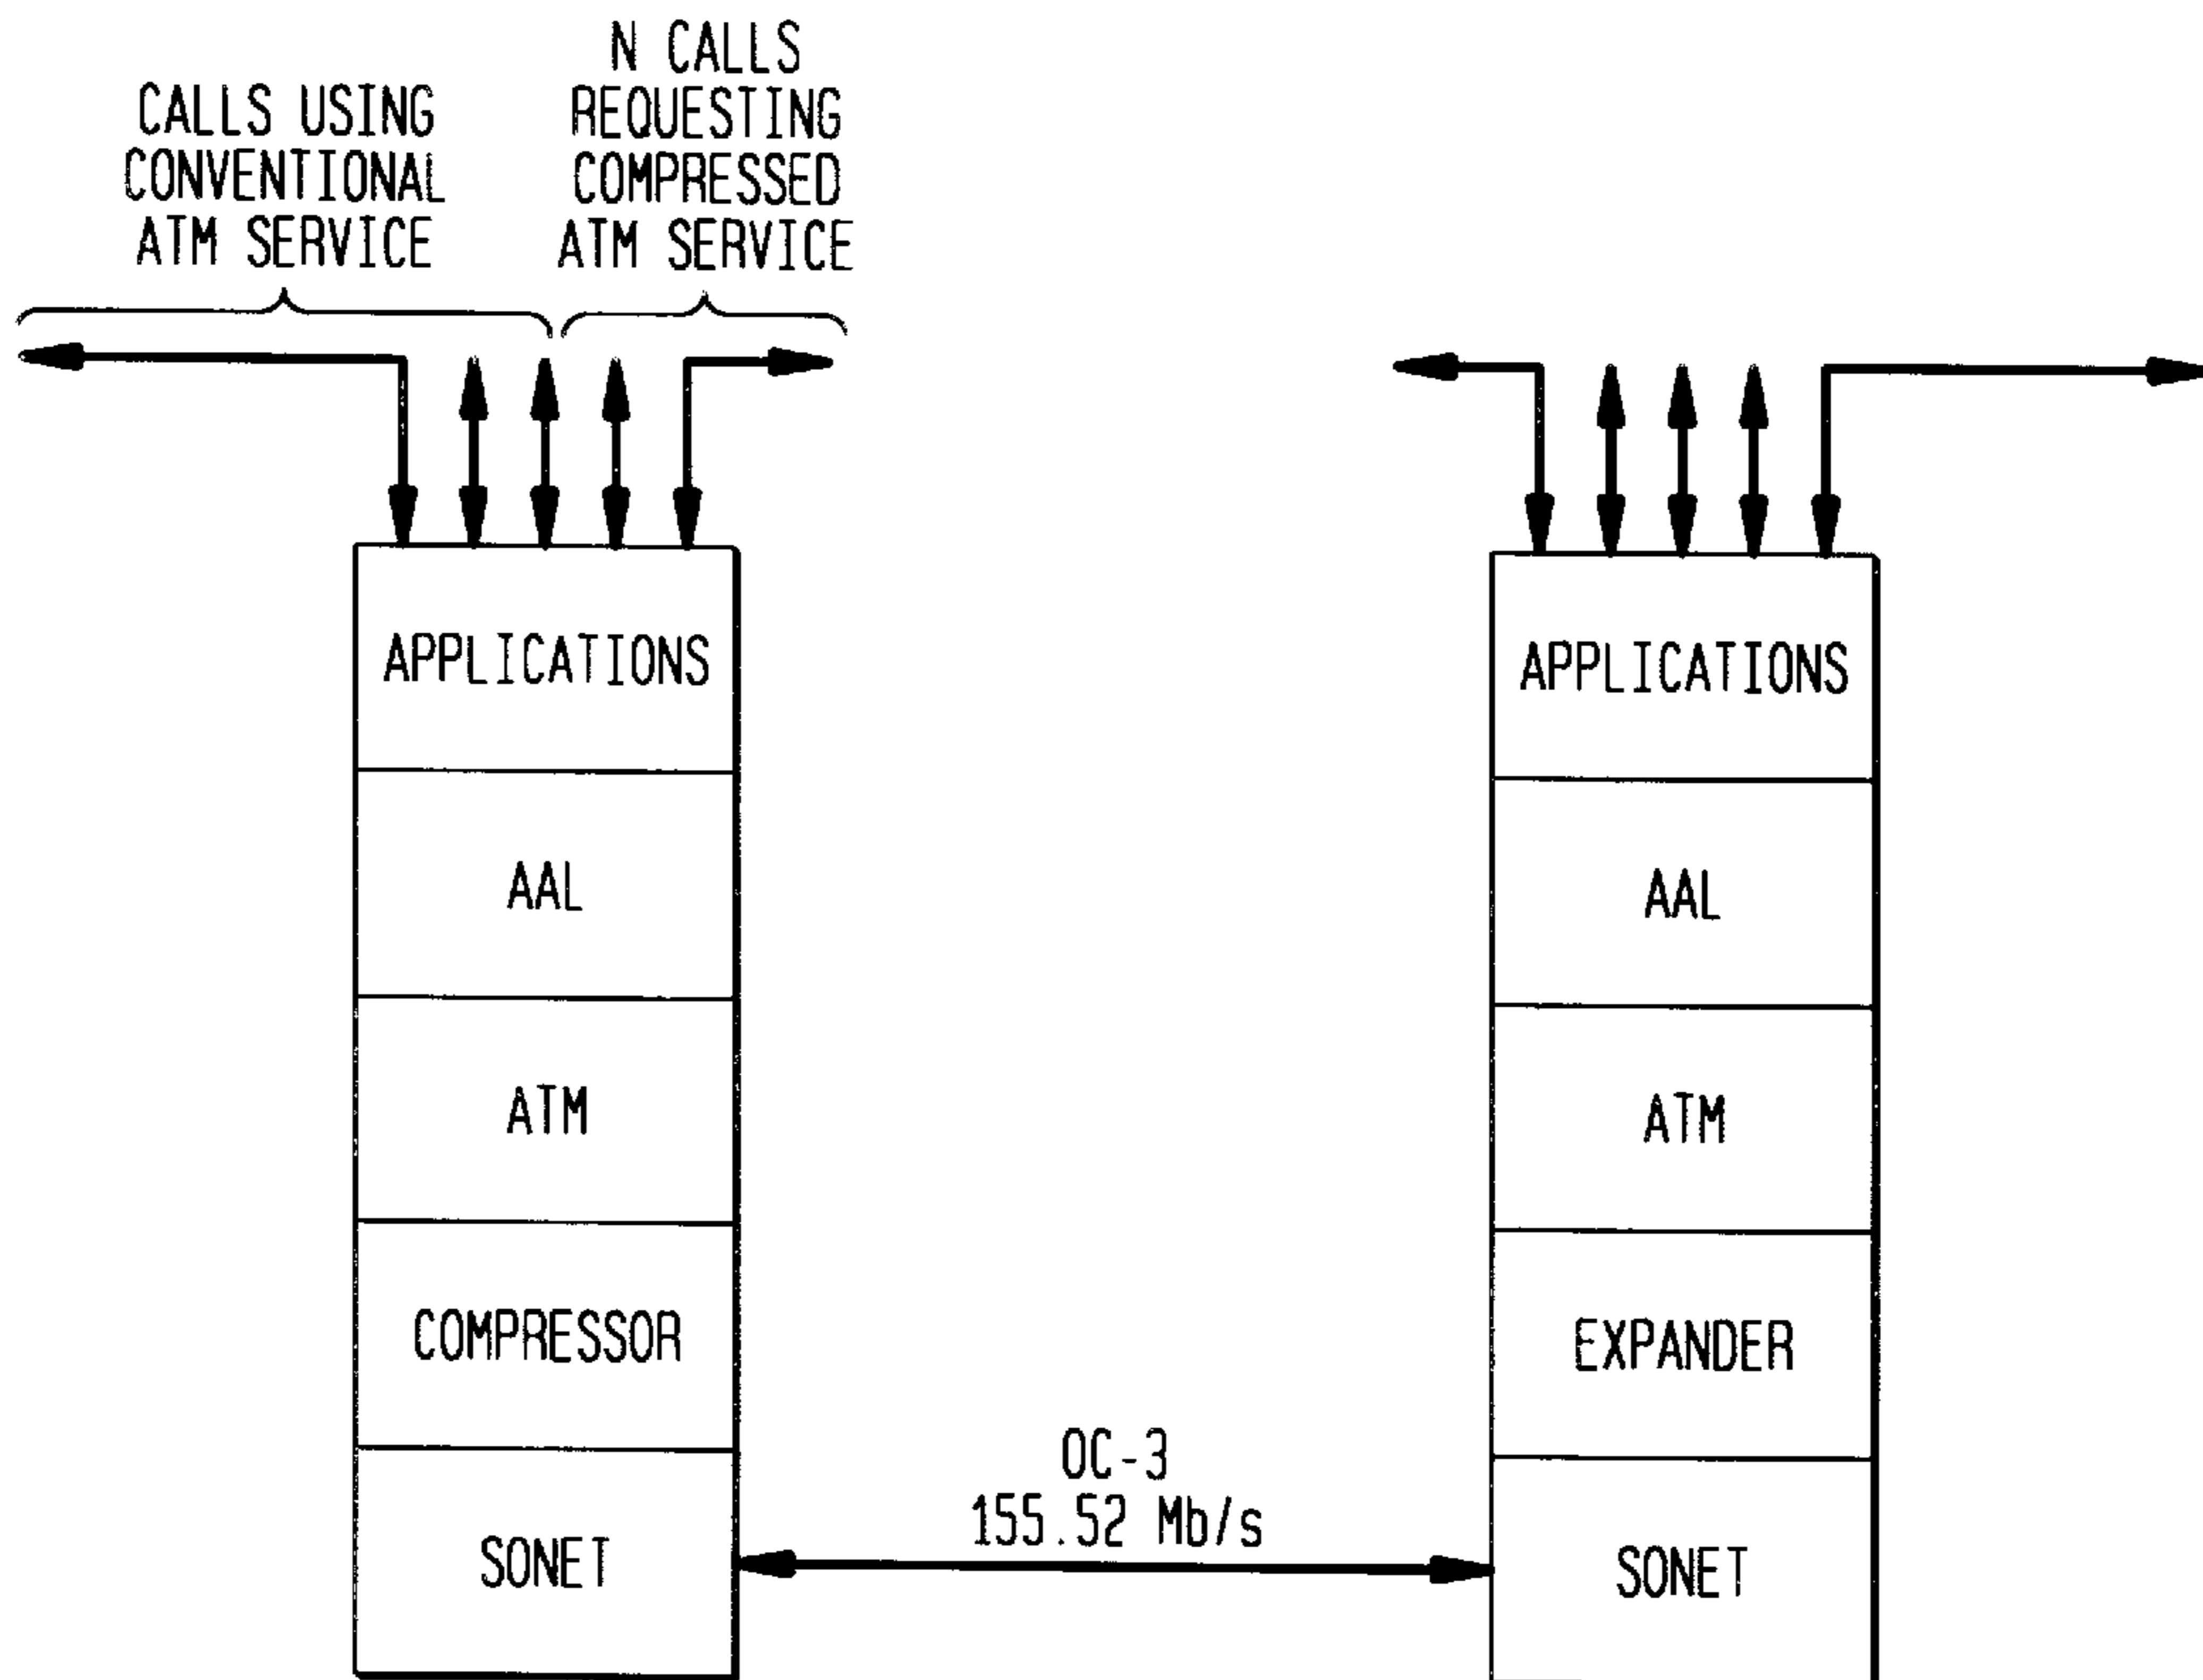 CALLS USING
CONVENTIONAL
ATM SERVICE
N CALLS
REQUESTING
COMPRESSED
ATM SERVICE
APPLICATIONS
AAL
ATM
COMPRESSOR
SONET
OC-3
155.52 Mb/s
APPLICATIONS
AAL
ATM
EXPANDER
SONET